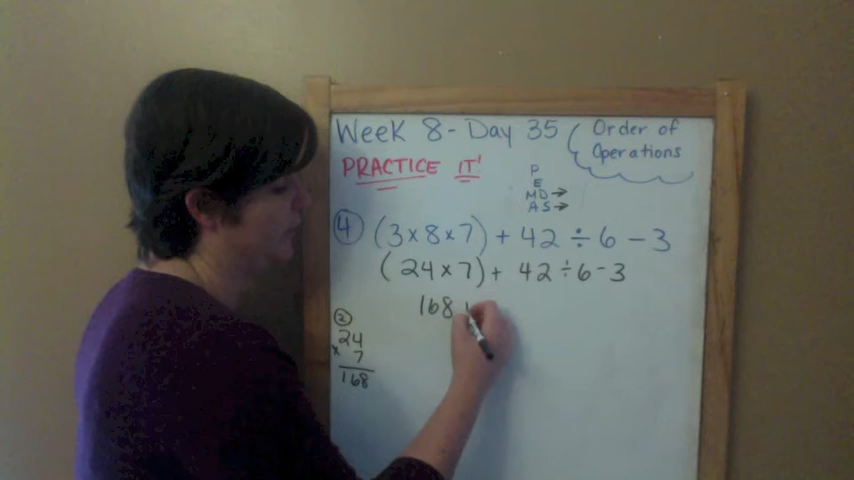 Week 8 - Day 35
Order of
Operations
PRACTICE IT!
P
E
MD→
AS→
④ (3 x 8 x 7) + 42 ÷ 6 - 3
(24 x 7) + 42 ÷ 6 - 3
168
②
24
x 7
168